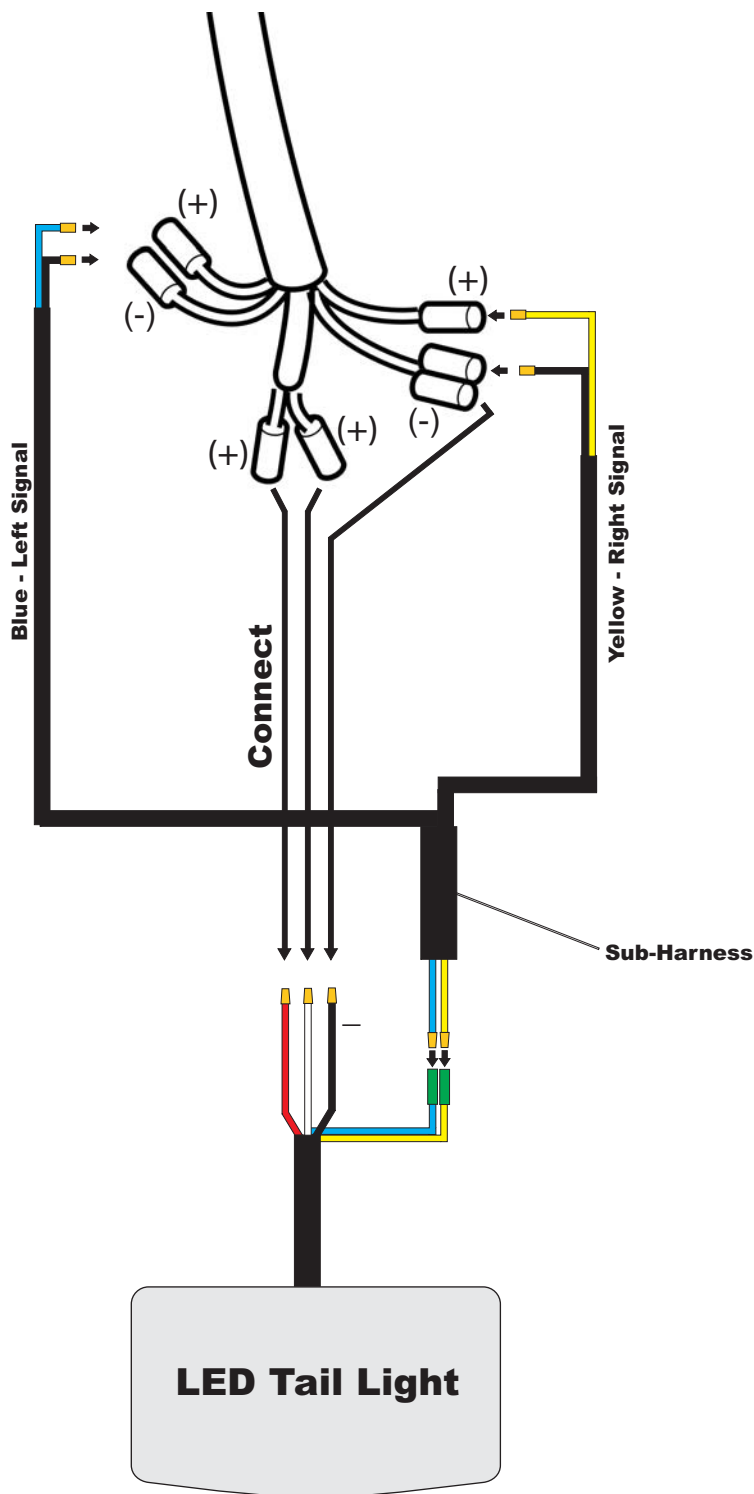 (+)
(-)
(+)
(-)
(+)
(+)
Blue - Left Signal
Yellow - Right Signal
Connect
Sub-Harness
–
LED Tail Light